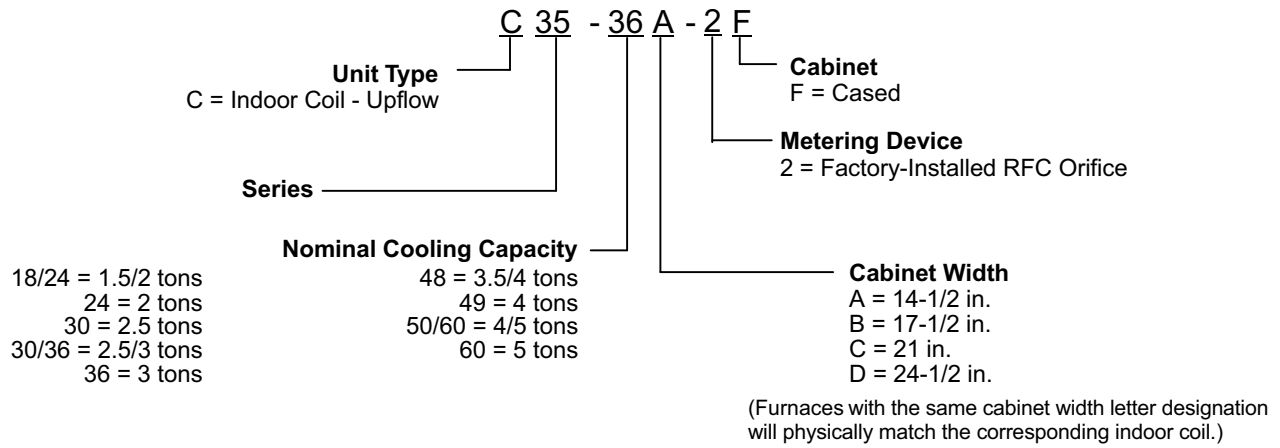 C 35 - 36 A - 2 F
Unit Type
C = Indoor Coil - Upflow
Cabinet
F = Cased
Metering Device
2 = Factory-Installed RFC Orifice
Series
Nominal Cooling Capacity
18/24 = 1.5/2 tons
24 = 2 tons
30 = 2.5 tons
30/36 = 2.5/3 tons
36 = 3 tons
48 = 3.5/4 tons
49 = 4 tons
50/60 = 4/5 tons
60 = 5 tons
Cabinet Width
A = 14-1/2 in.
B = 17-1/2 in.
C = 21 in.
D = 24-1/2 in.
(Furnaces with the same cabinet width letter designation
will physically match the corresponding indoor coil.)